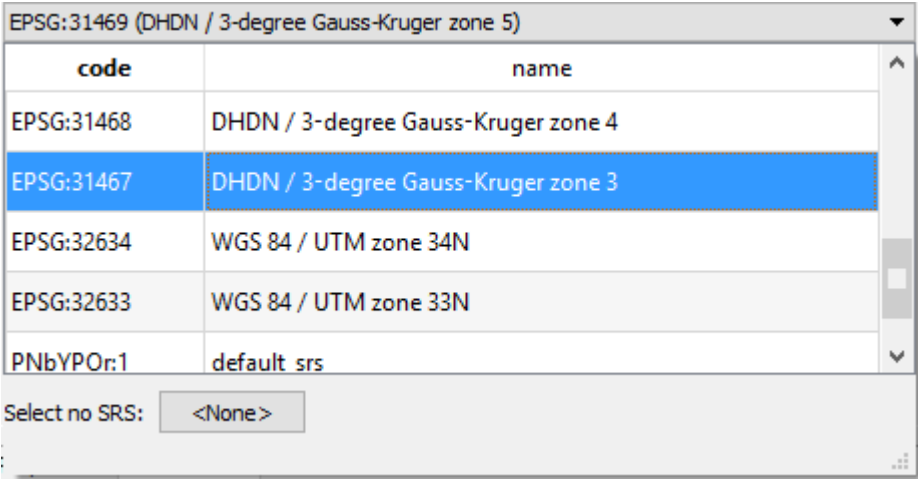 EPSG:31469 (DHDN / 3-degree Gauss-Kruger zone 5)
code name
EPSG:31468 DHDN / 3-degree Gauss-Kruger zone 4
EPSG:31467 DHDN / 3-degree Gauss-Kruger zone 3
EPSG:32634 WGS 84 / UTM zone 34N
EPSG:32633 WGS 84 / UTM zone 33N
PNbYPOr:1 default srs
Select no SRS: <None>